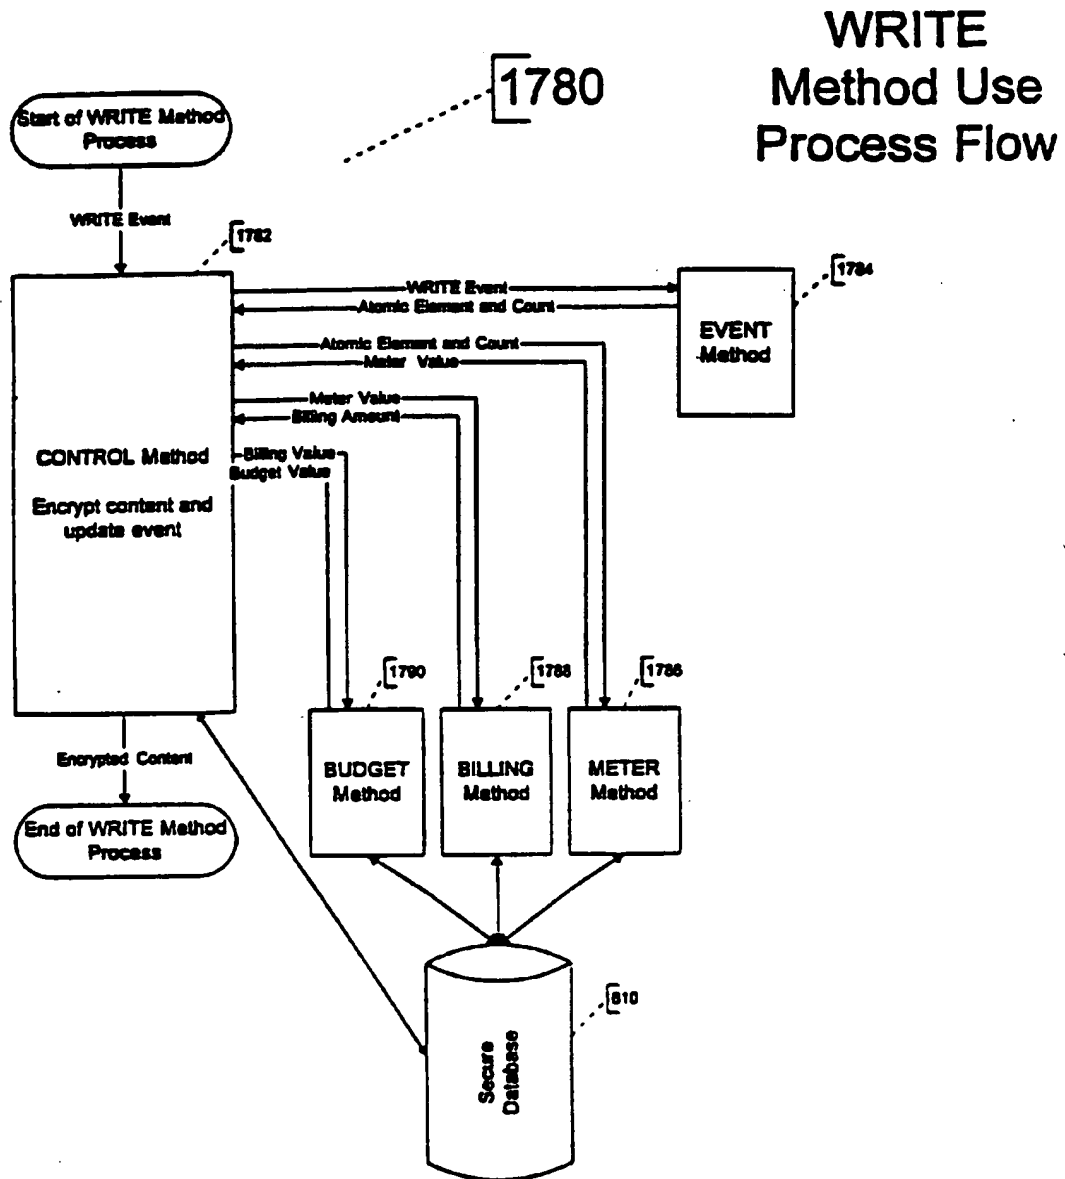 WRITE
Method Use
Process Flow
1780
Start of WRITE Method
Process
WRITE Event
1782
WRITE Event
Atomic Element and Count
1784
EVENT
Method
Atomic Element and Count
Meter Value
Meter Value
Billing Amount
Billing Value
Budget Value
CONTROL Method
Encrypt content and
update event
1790
1788
1786
BUDGET
Method
BILLING
Method
METER
Method
Encrypted Content
End of WRITE Method
Process
610
Secure
Database